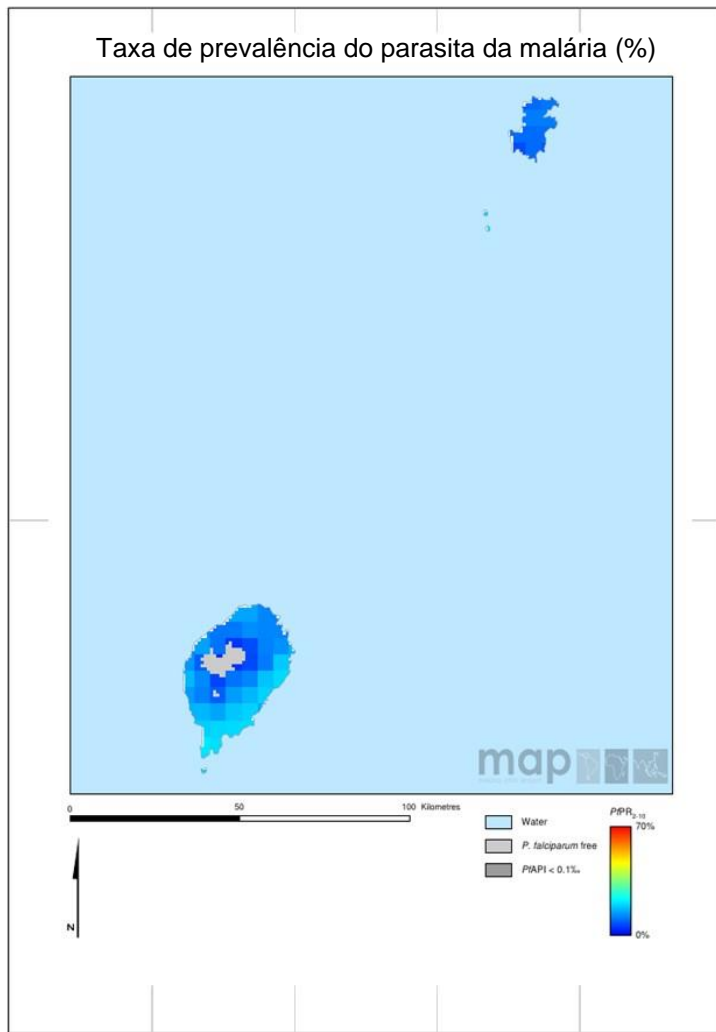 Taxa de prevalência do parasita da malária (%)
map
0 50 100 Kilometres
Water
P. falciparum free
PfAPI < 0.1‰
PfPR2-10
70%
0%
N